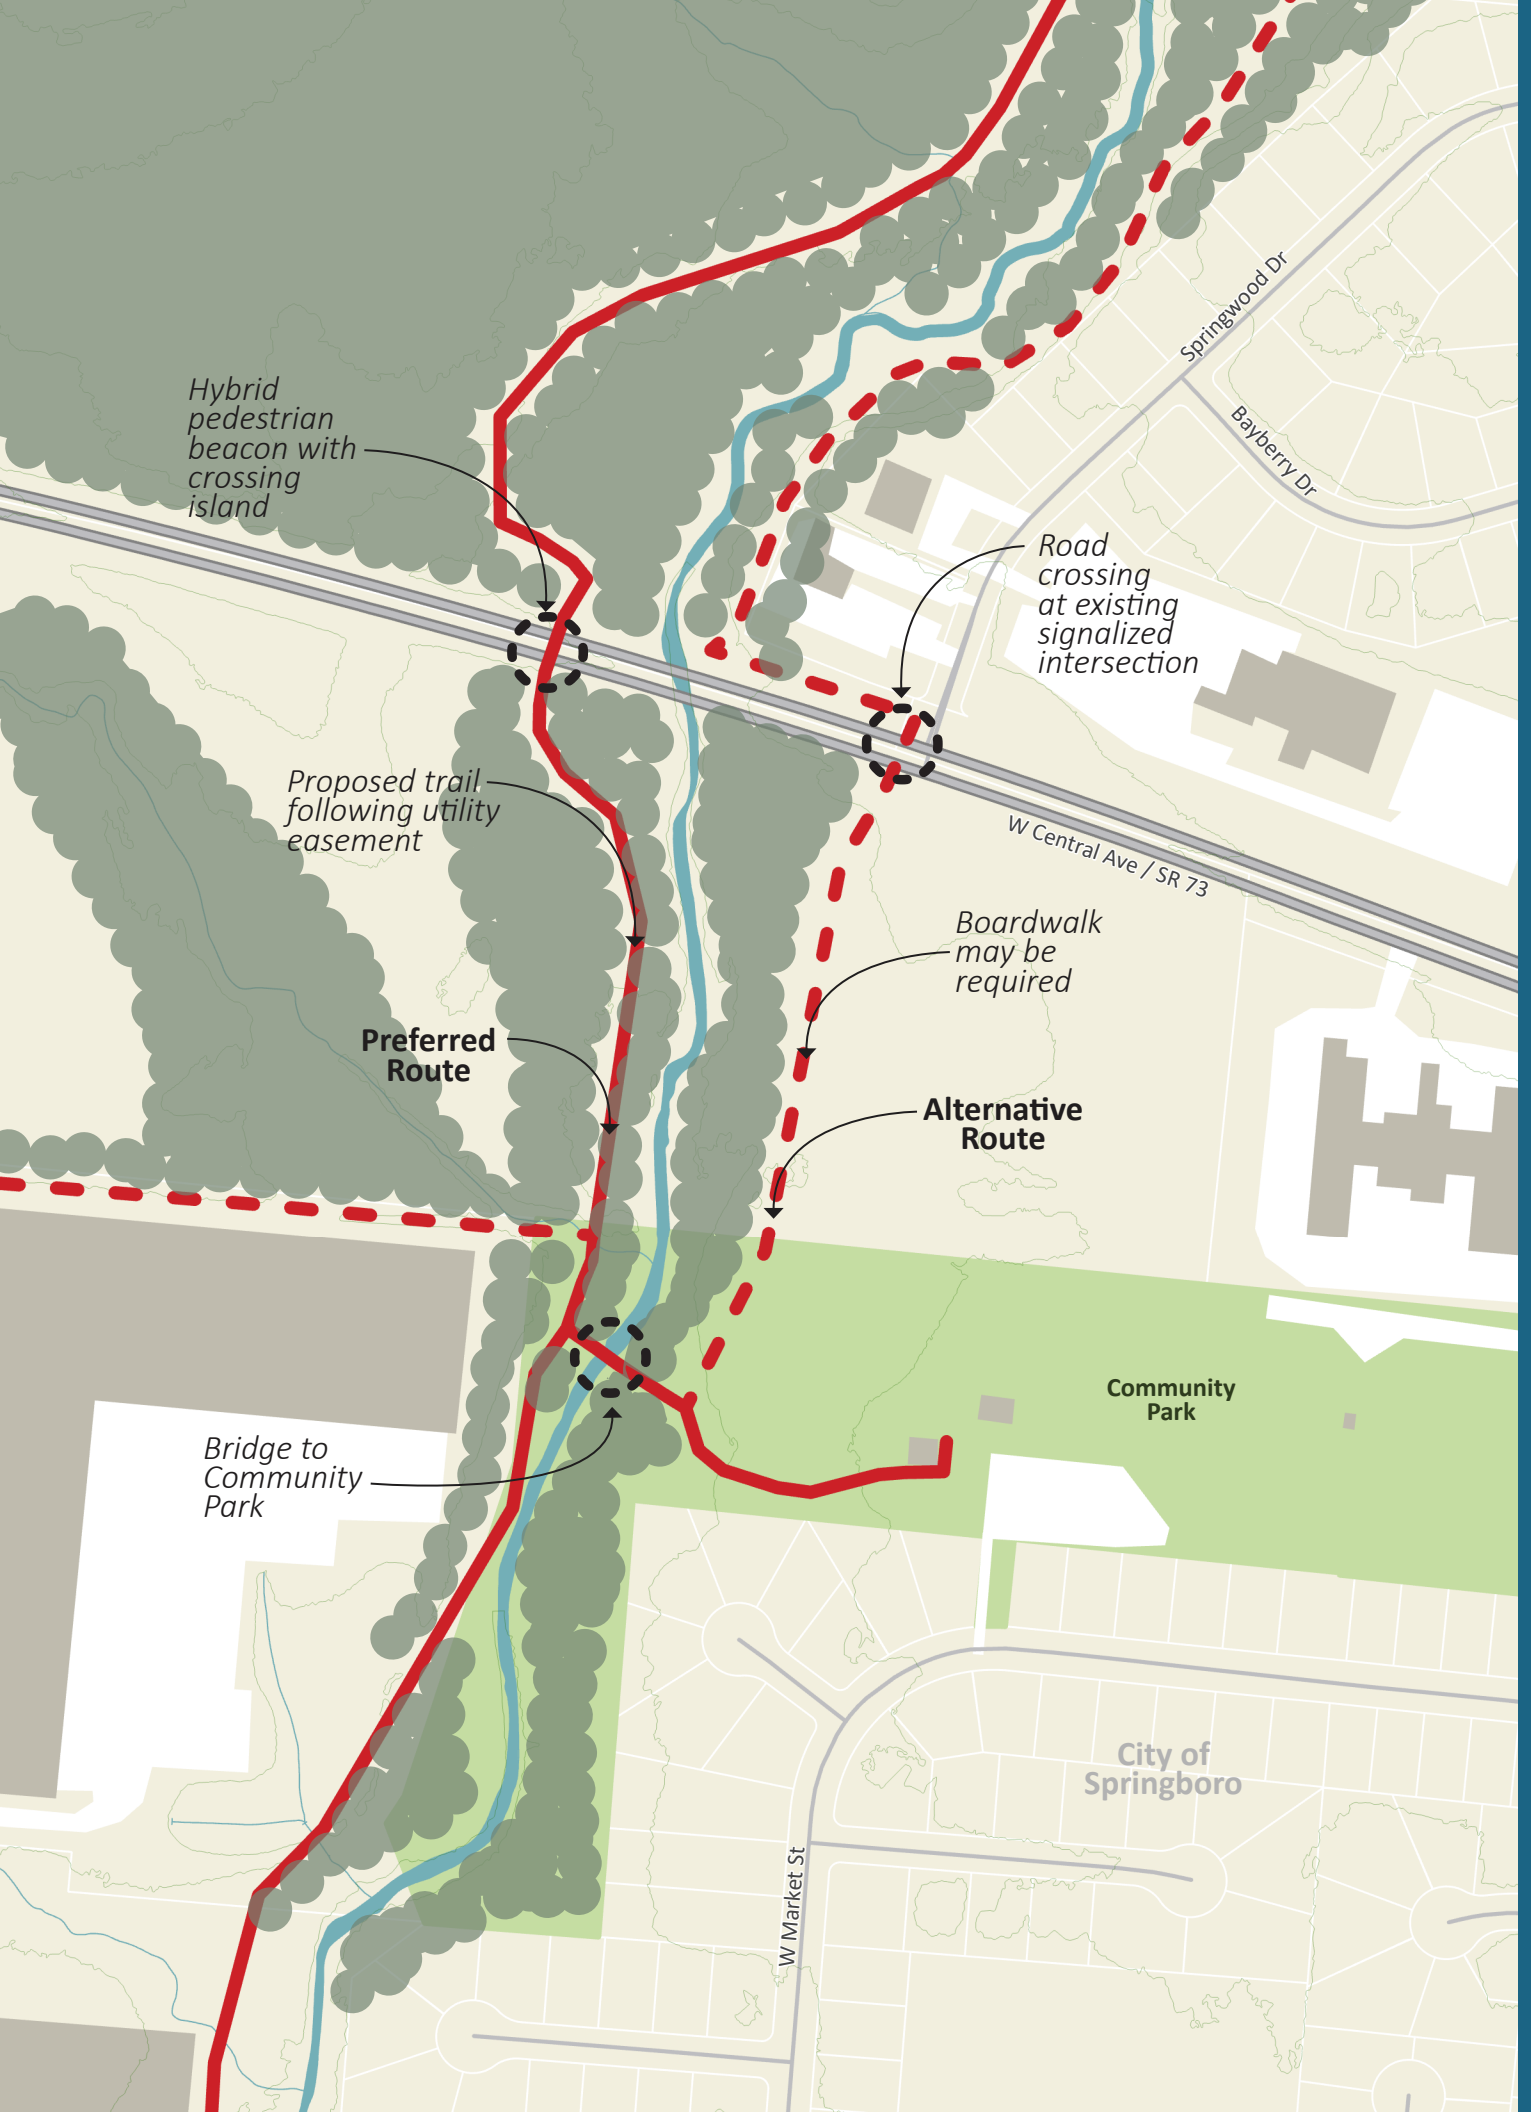 Springwood Dr
Hybrid
pedestrian
beacon with
crossing
island
Bayberry Dr
Road
crossing
at existing
signalized
intersection
Proposed trail
following utility
easement
W Central Ave / SR 73
Boardwalk
may be
required
Preferred
Route
Alternative
Route
Community
Park
Bridge to
Community
Park
City of
Springboro
W Market St